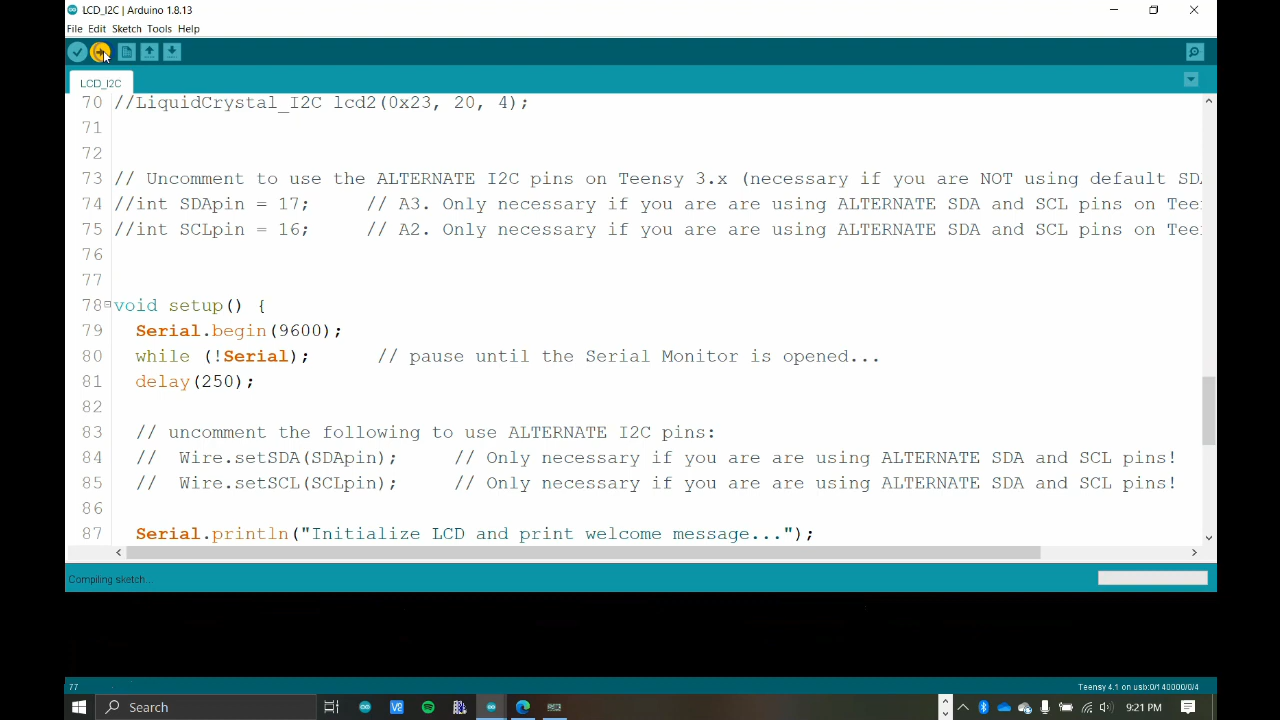 LCD_I2C | Arduino 1.8.13
File Edit Sketch Tools Help
LCD_I2C
70 //LiquidCrystal_I2C lcd2(0x23, 20, 4);
71
72
73 // Uncomment to use the ALTERNATE I2C pins on Teensy 3.x (necessary if you are NOT using default SDA
74 //int SDApin = 17; // A3. Only necessary if you are are using ALTERNATE SDA and SCL pins on Tee
75 //int SCLpin = 16; // A2. Only necessary if you are are using ALTERNATE SDA and SCL pins on Tee
76
77
78 void setup() {
79 Serial.begin(9600);
80 while (!Serial); // pause until the Serial Monitor is opened...
81 delay(250);
82
83 // uncomment the following to use ALTERNATE I2C pins:
84 // Wire.setSDA(SDApin); // Only necessary if you are are using ALTERNATE SDA and SCL pins!
85 // Wire.setSCL(SCLpin); // Only necessary if you are are using ALTERNATE SDA and SCL pins!
86
87 Serial.println("Initialize LCD and print welcome message...");
Compiling sketch...
77 Teensy 4.1 on usb:0/140000/0/4
Search 9:21 PM